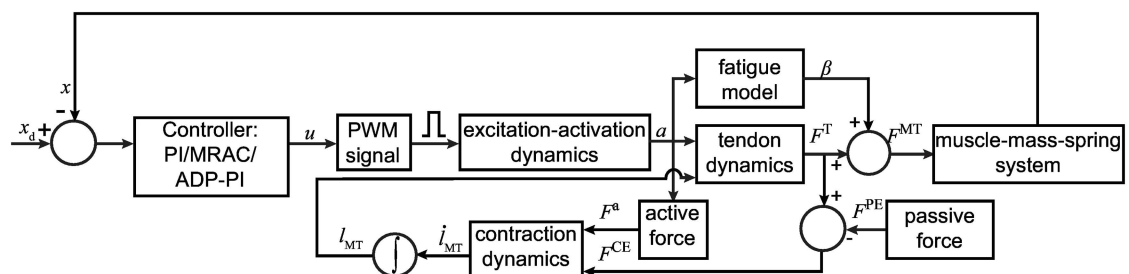 x
-
x_d
+
Controller:
PI/MRAC/
ADP-PI
u
PWM
signal
excitation-activation
dynamics
a
fatigue
model
β
tendon
dynamics
F^T
+
+
F^MT
muscle-mass-spring
system
+
-
F^PE
passive
force
active
force
F^a
F^CE
contraction
dynamics
l̇_MT
∫
l_MT